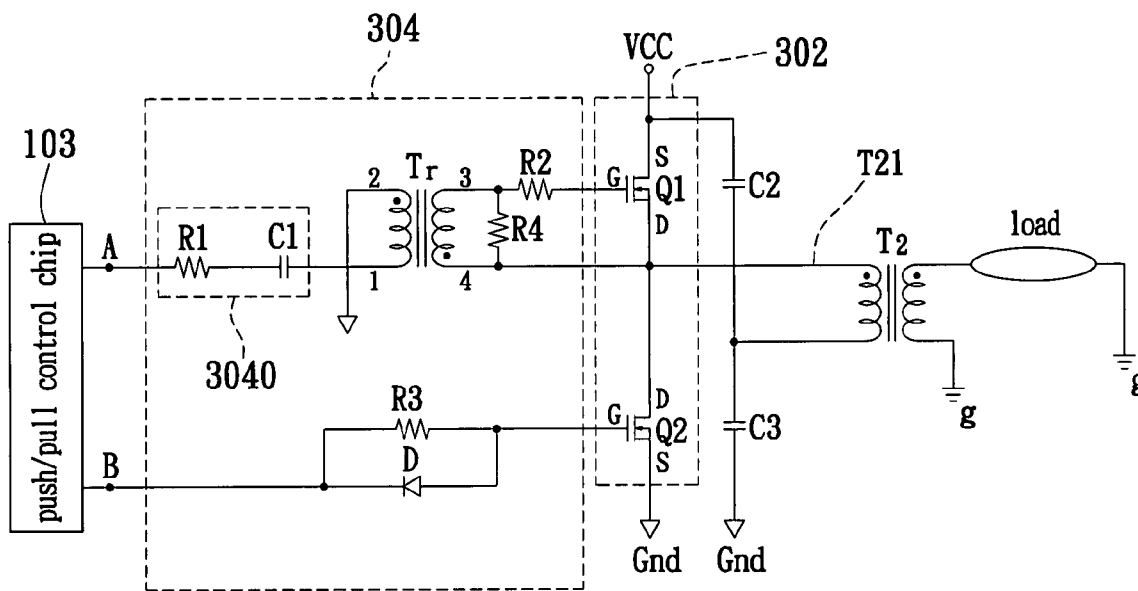 304
VCC
302
103
T21
push/pull control chip
A
R1
C1
2
Tr
3
R2
G
S
Q1
D
R4
1
4
C2
T2
load
3040
g
g
R3
D
B
G
D
Q2
S
C3
Gnd
Gnd